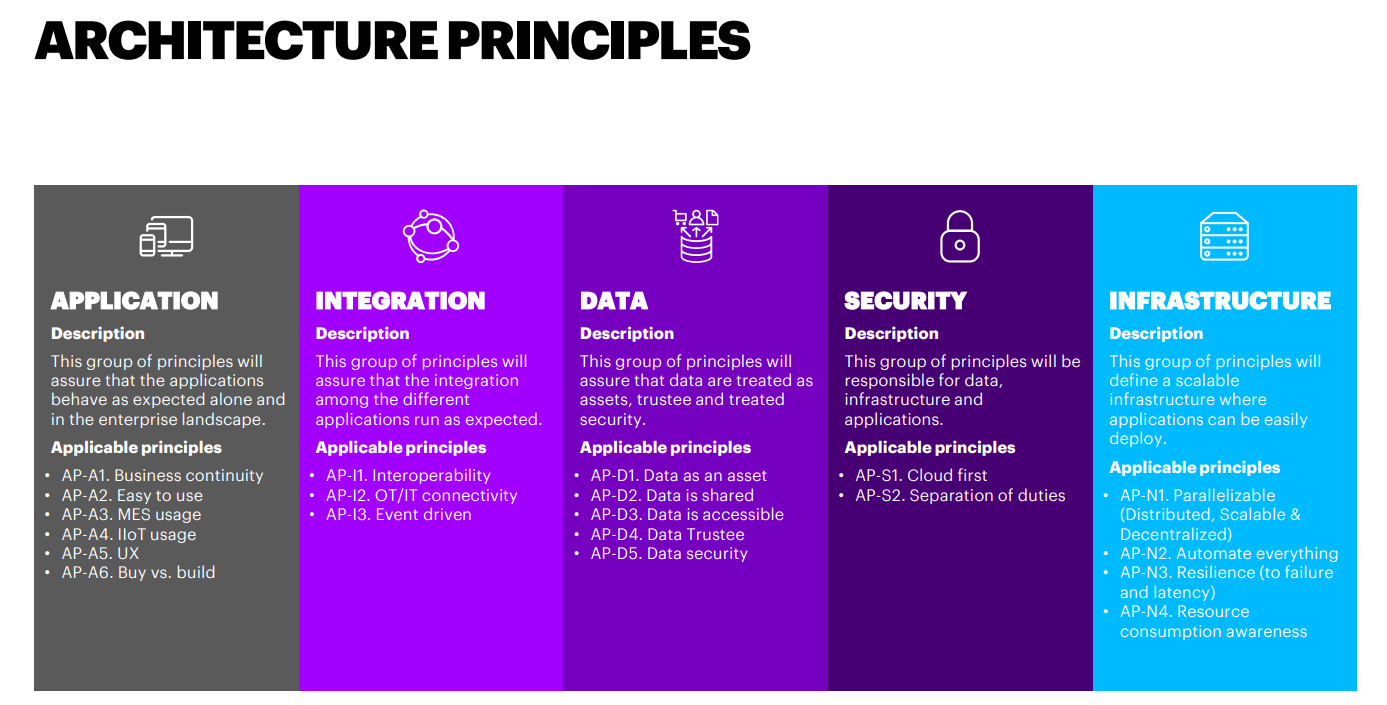 ARCHITECTURE PRINCIPLES
APPLICATION
Description
This group of principles will
assure that the applications
behave as expected alone and
in the enterprise landscape.
Applicable principles
• AP-A1. Business continuity
• AP-A2. Easy to use
• AP-A3. MES usage
• AP-A4. IIoT usage
• AP-A5. UX
• AP-A6. Buy vs. build
INTEGRATION
Description
This group of principles will
assure that the integration
among the different
applications run as expected.
Applicable principles
• AP-I1. Interoperability
• AP-I2. OT/IT connectivity
• AP-I3. Event driven
DATA
Description
This group of principles will
assure that data are treated as
assets, trustee and treated
security.
Applicable principles
• AP-D1. Data as an asset
• AP-D2. Data is shared
• AP-D3. Data is accessible
• AP-D4. Data Trustee
• AP-D5. Data security
SECURITY
Description
This group of principles will be
responsible for data,
infrastructure and
applications.
Applicable principles
• AP-S1. Cloud first
• AP-S2. Separation of duties
INFRASTRUCTURE
Description
This group of principles will
define a scalable
infrastructure where
applications can be easily
deploy.
Applicable principles
• AP-N1. Parallelizable
(Distributed, Scalable &
Decentralized)
• AP-N2. Automate everything
• AP-N3. Resilience (to failure
and latency)
• AP-N4. Resource
consumption awareness